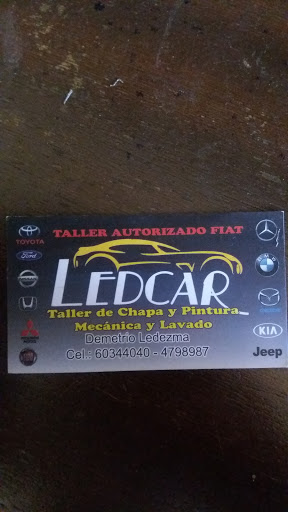 TALLER AUTORIZADO FIAT
TOYOTA
Ford
LEDCAR
Taller de Chapa y Pintura
Mecánica y Lavado
Demetrio Ledezma
Cel.: 60344040 - 4798987
KIA
Jeep